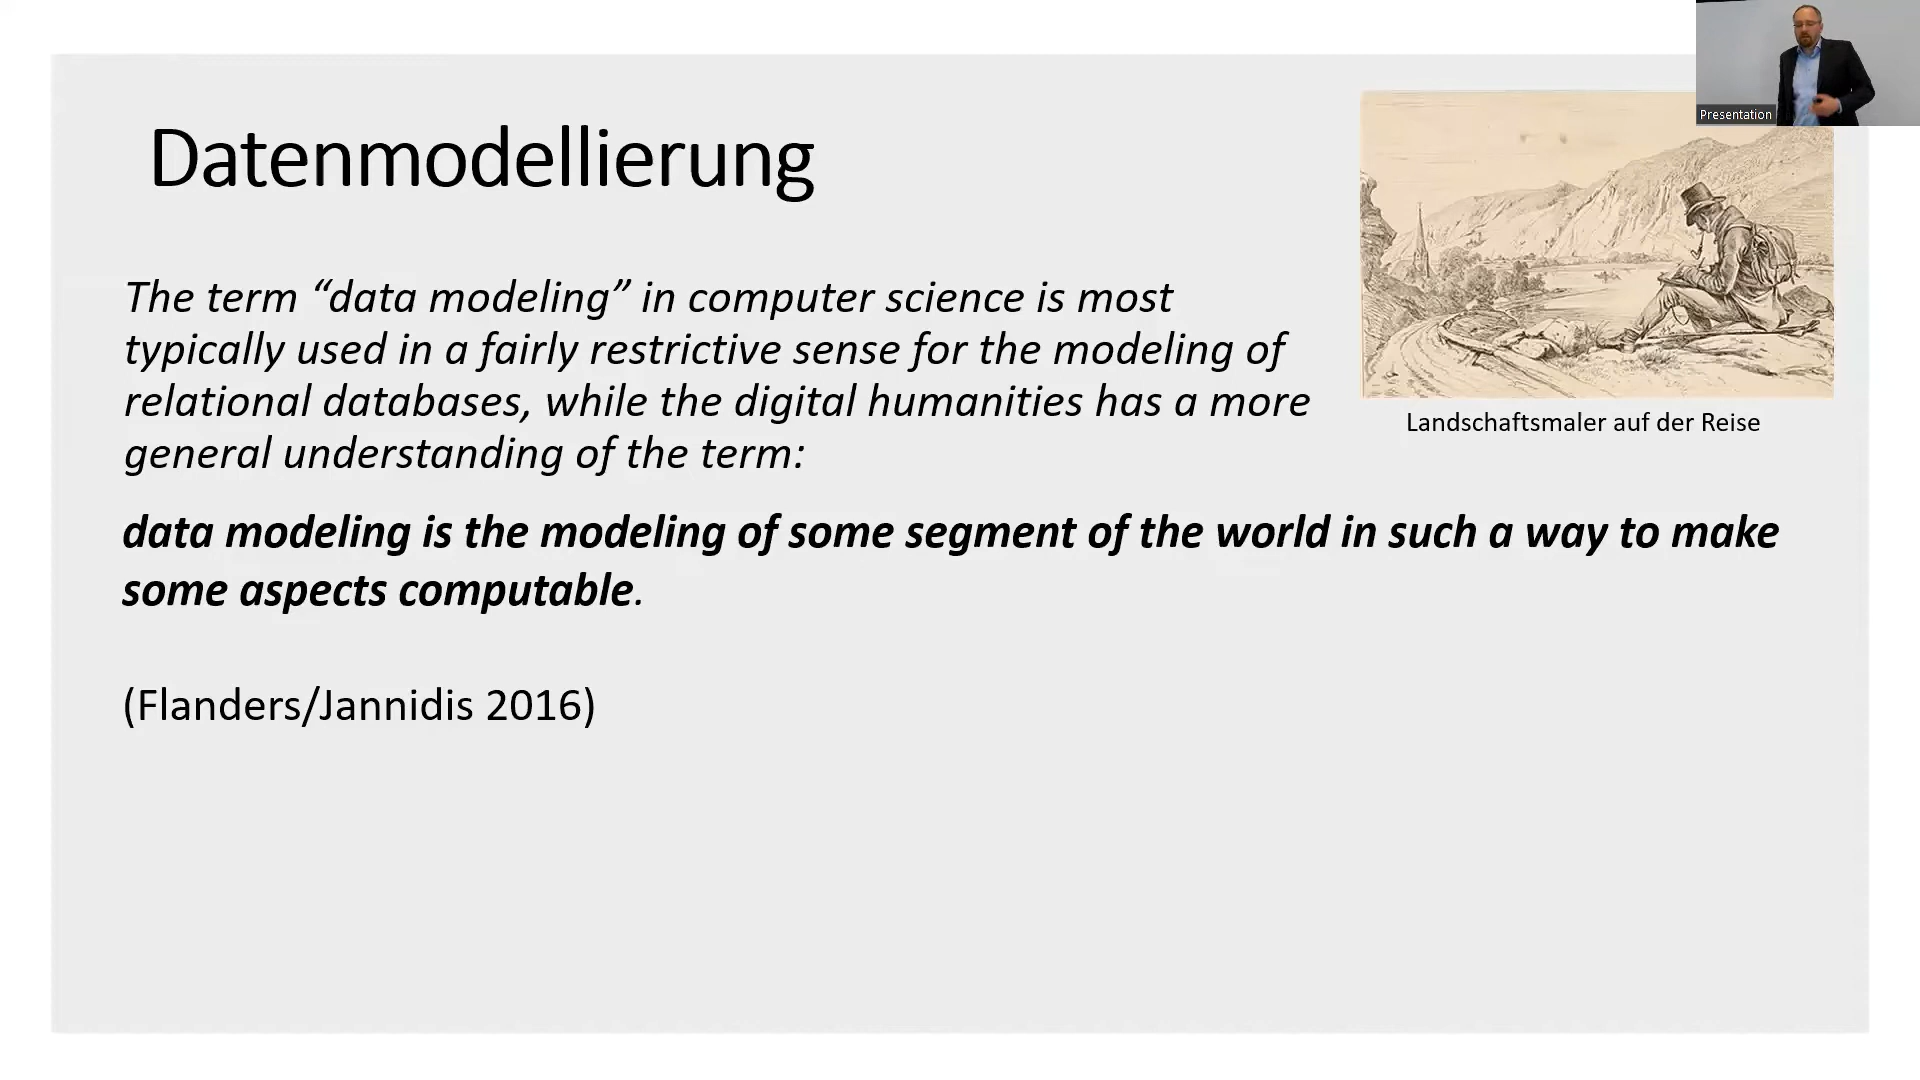 Datenmodellierung
Presentation
The term “data modeling” in computer science is most
typically used in a fairly restrictive sense for the modeling of
relational databases, while the digital humanities has a more
general understanding of the term:
Landschaftsmaler auf der Reise
data modeling is the modeling of some segment of the world in such a way to make
some aspects computable.
(Flanders/Jannidis 2016)